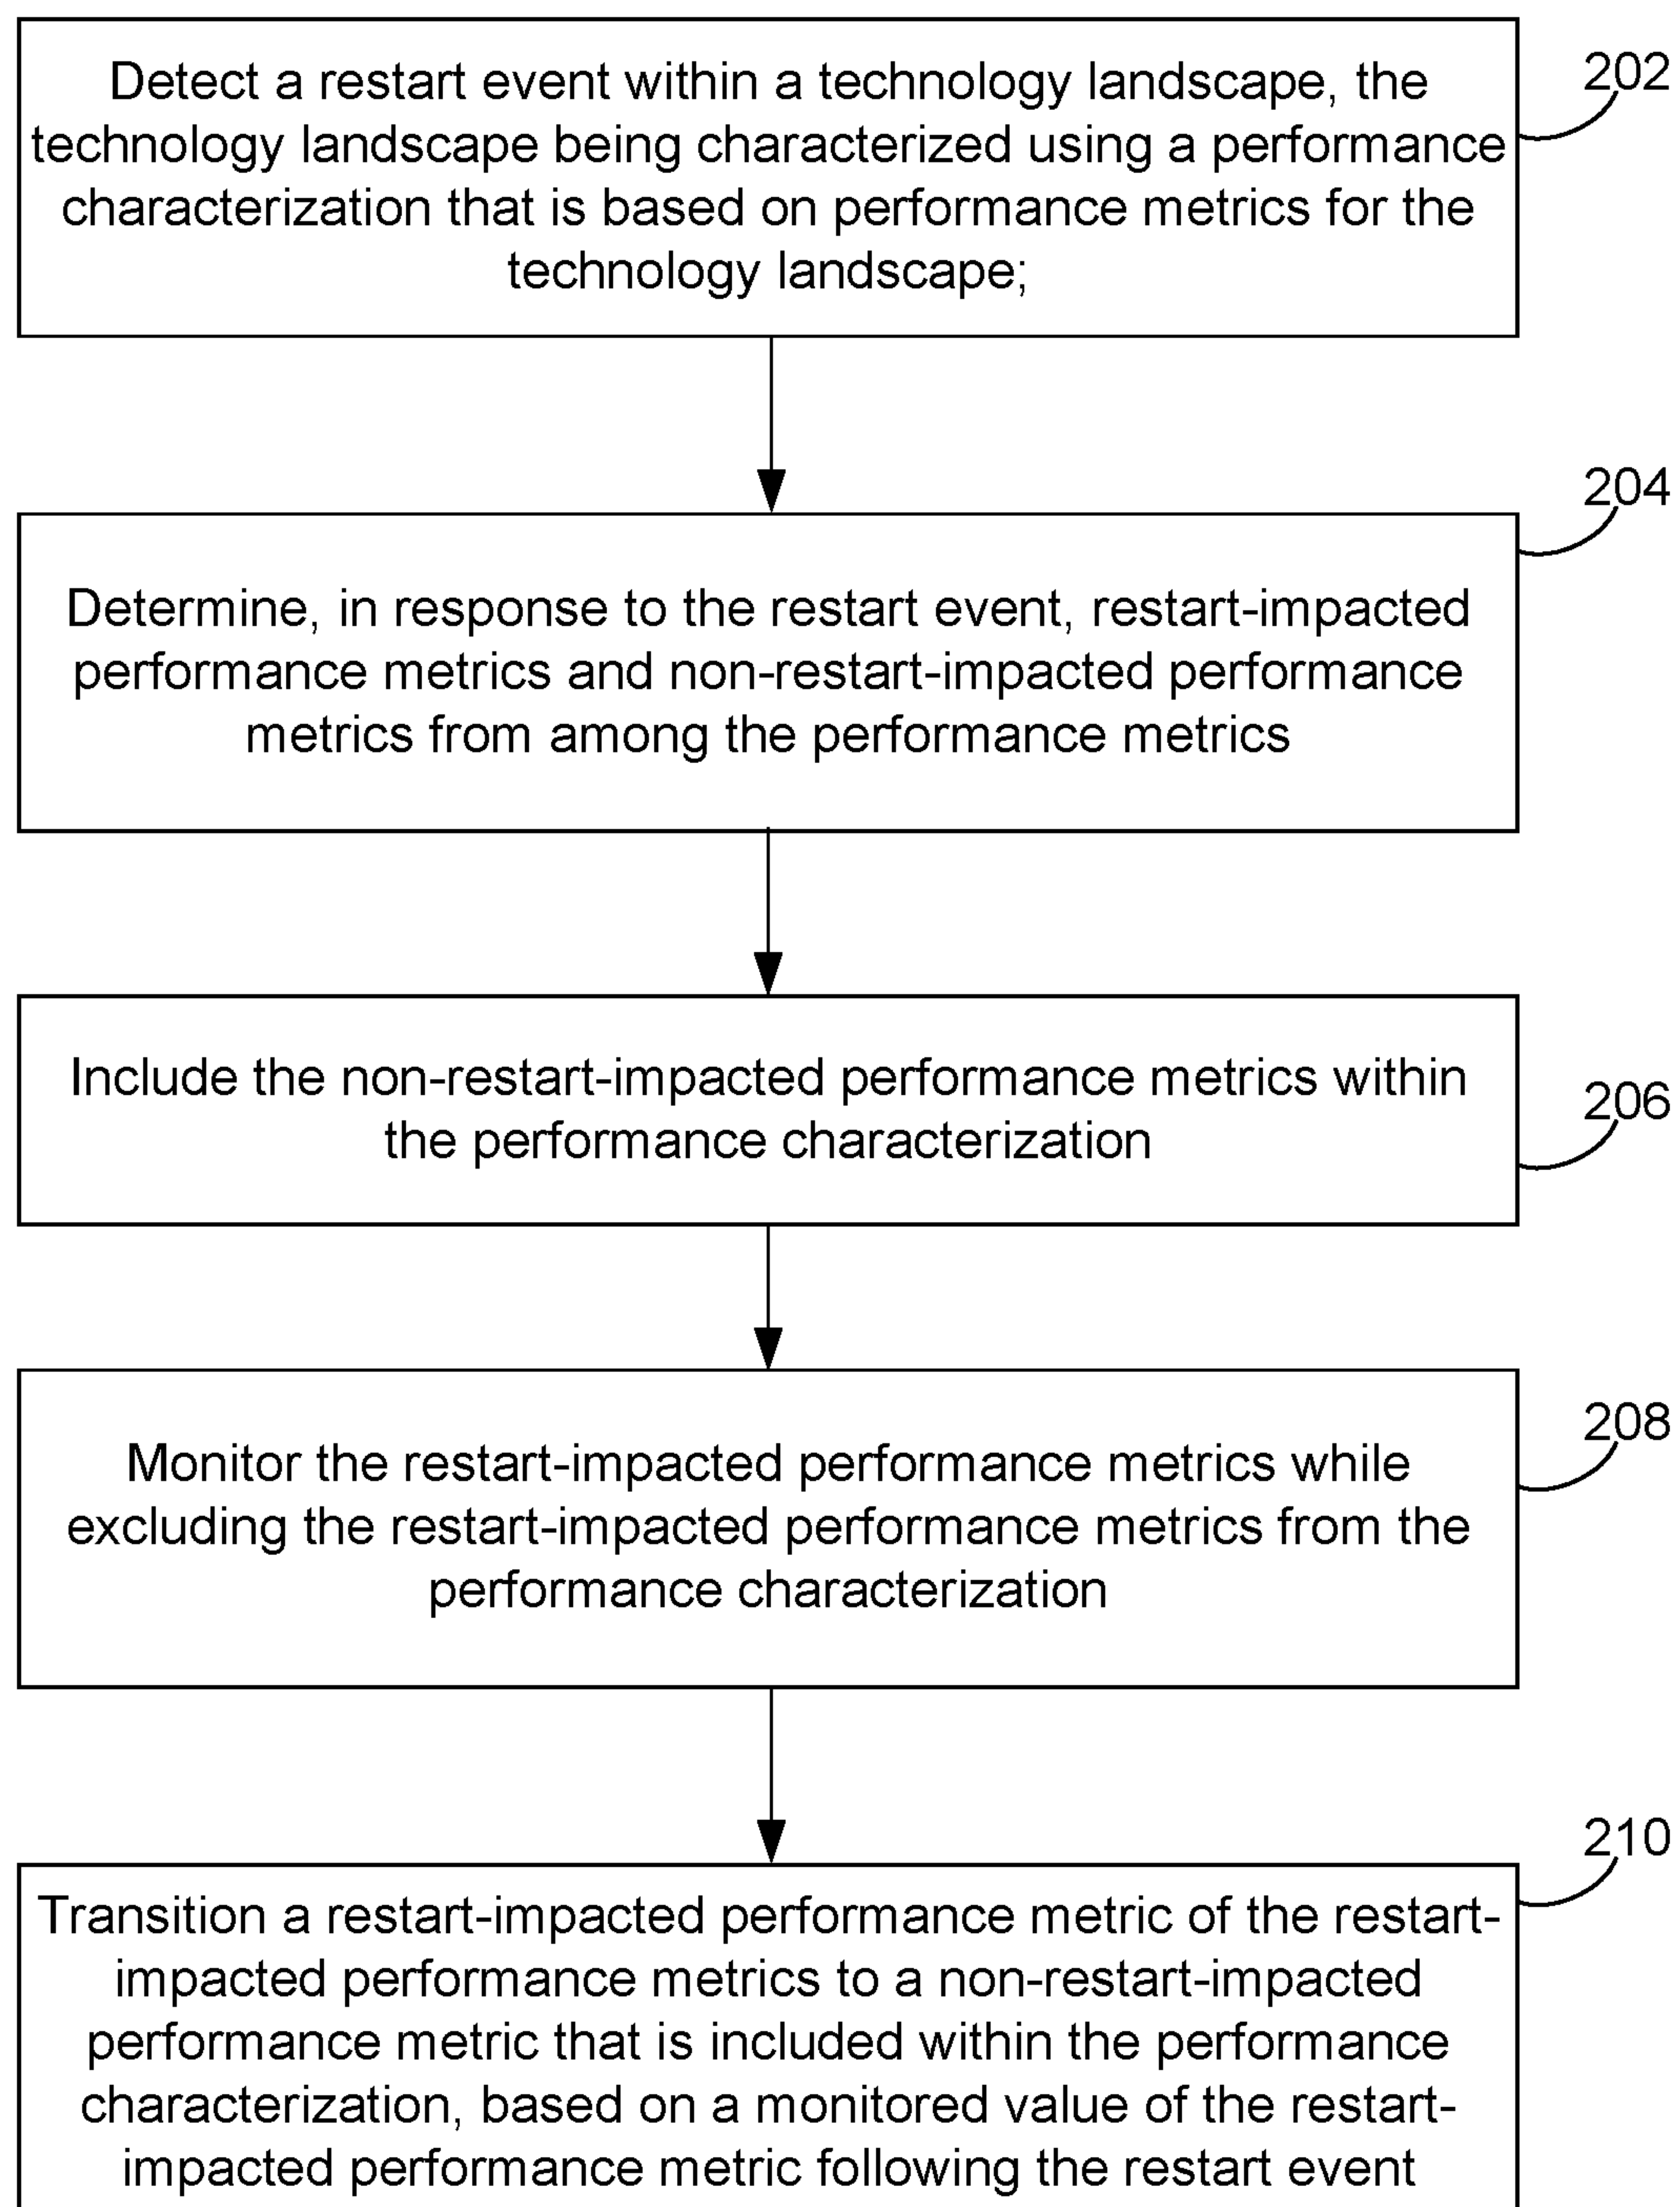 Detect a restart event within a technology landscape, the
technology landscape being characterized using a performance
characterization that is based on performance metrics for the
technology landscape;
202
Determine, in response to the restart event, restart-impacted
performance metrics and non-restart-impacted performance
metrics from among the performance metrics
204
Include the non-restart-impacted performance metrics within
the performance characterization
206
Monitor the restart-impacted performance metrics while
excluding the restart-impacted performance metrics from the
performance characterization
208
Transition a restart-impacted performance metric of the restart-
impacted performance metrics to a non-restart-impacted
performance metric that is included within the performance
characterization, based on a monitored value of the restart-
impacted performance metric following the restart event
210